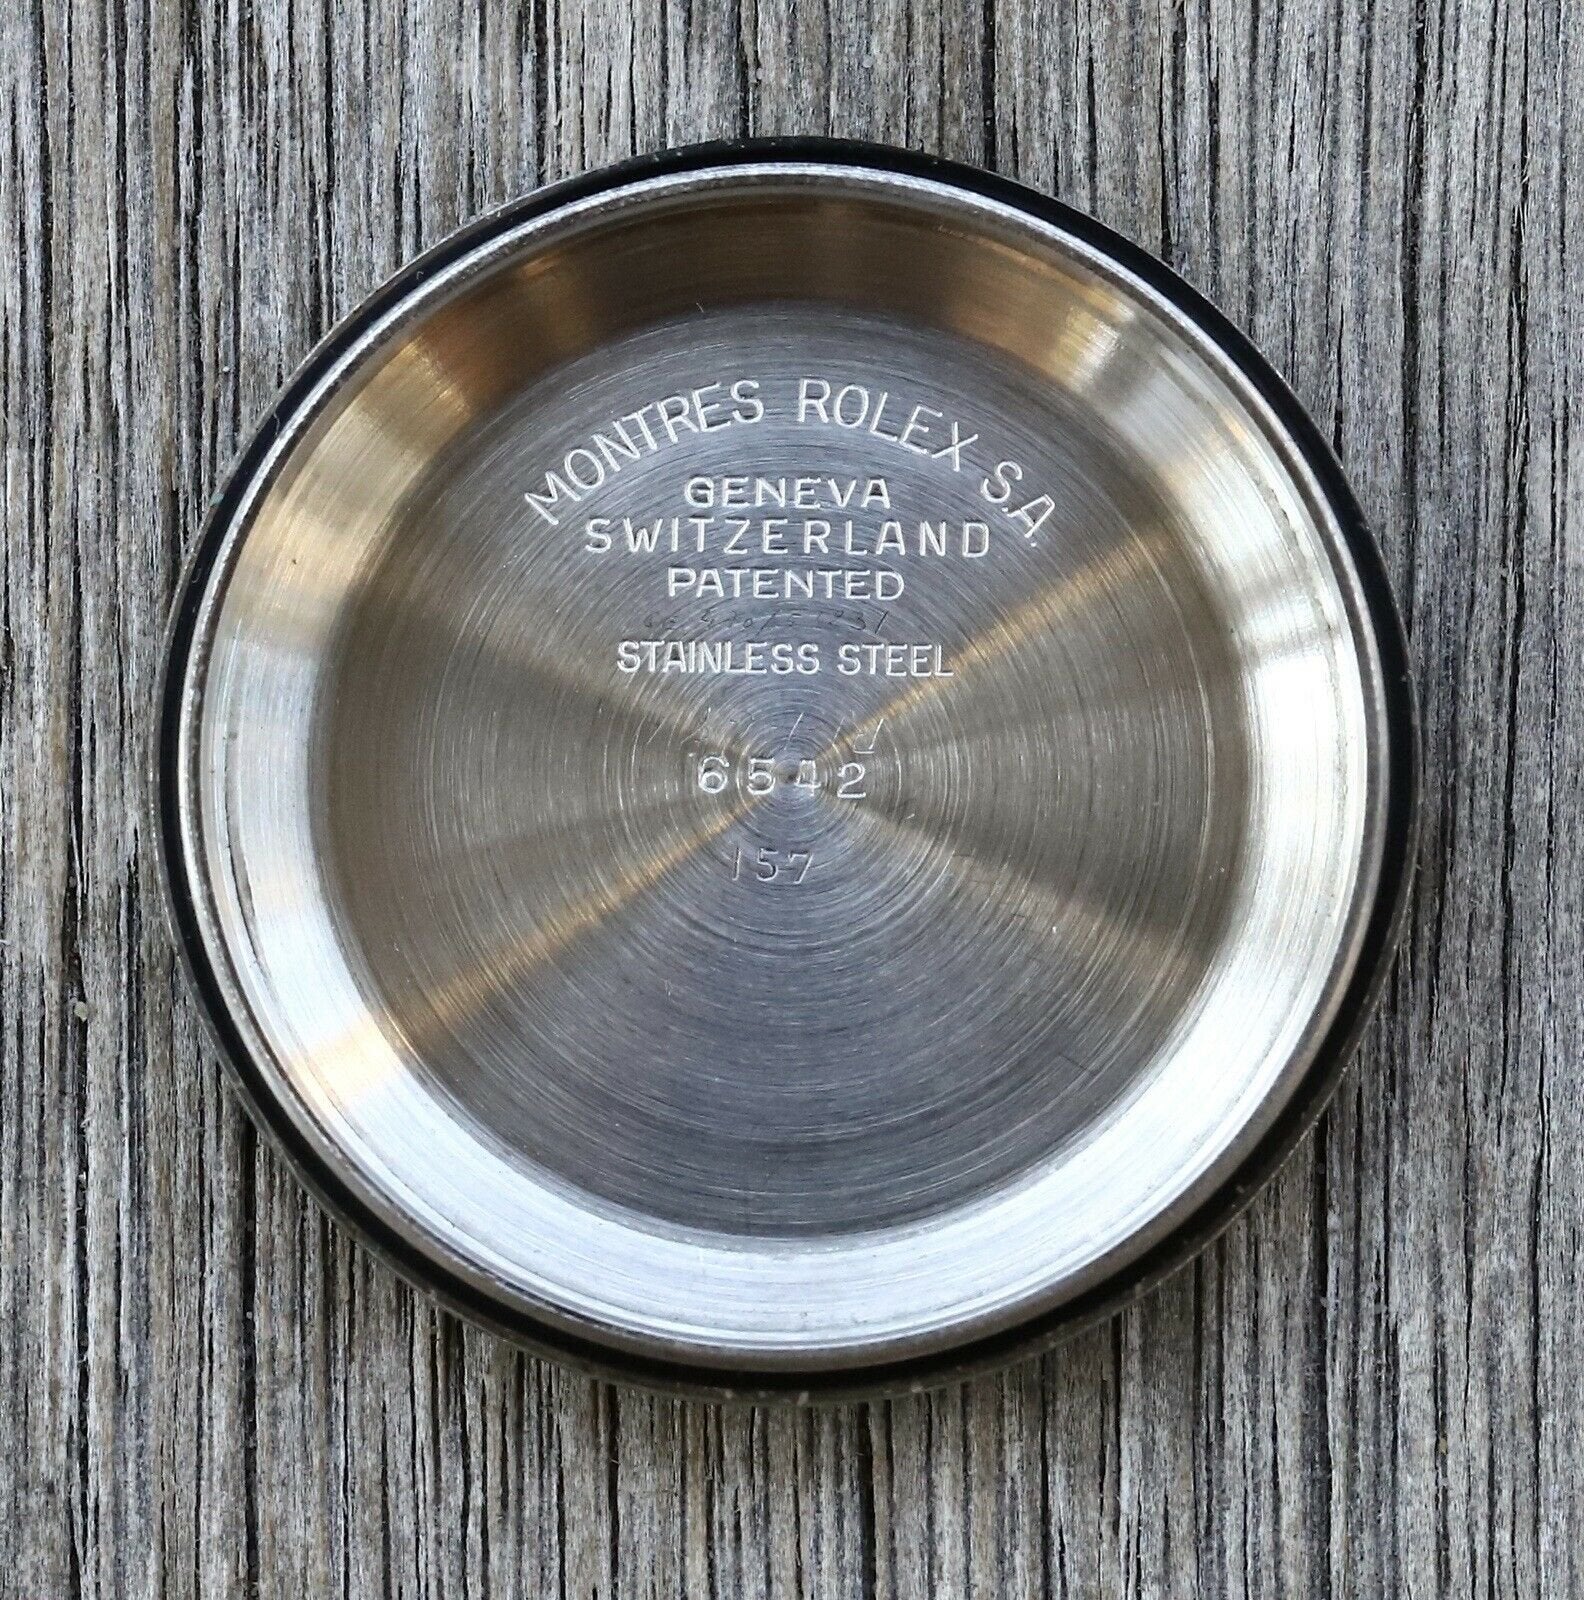 MONTRES ROLEX S.A.
GENEVA
SWITZERLAND
PATENTED
STAINLESS STEEL
6542
157